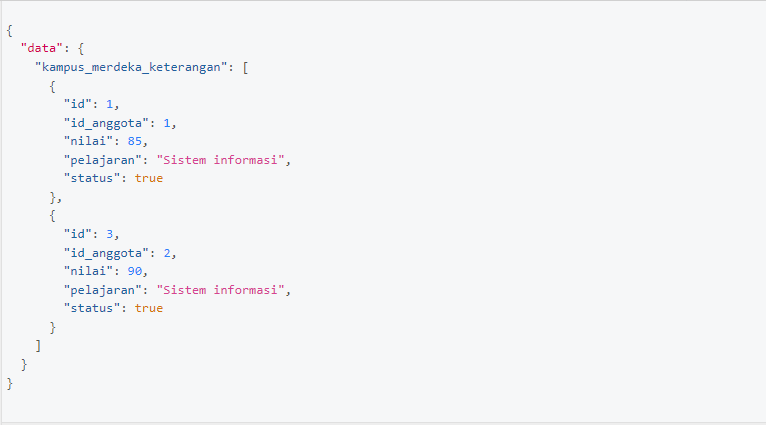 {
  "data": {
    "kampus_merdeka_keterangan": [
      {
        "id": 1,
        "id_anggota": 1,
        "nilai": 85,
        "pelajaran": "Sistem informasi",
        "status": true
      },
      {
        "id": 3,
        "id_anggota": 2,
        "nilai": 90,
        "pelajaran": "Sistem informasi",
        "status": true
      }
    ]
  }
}